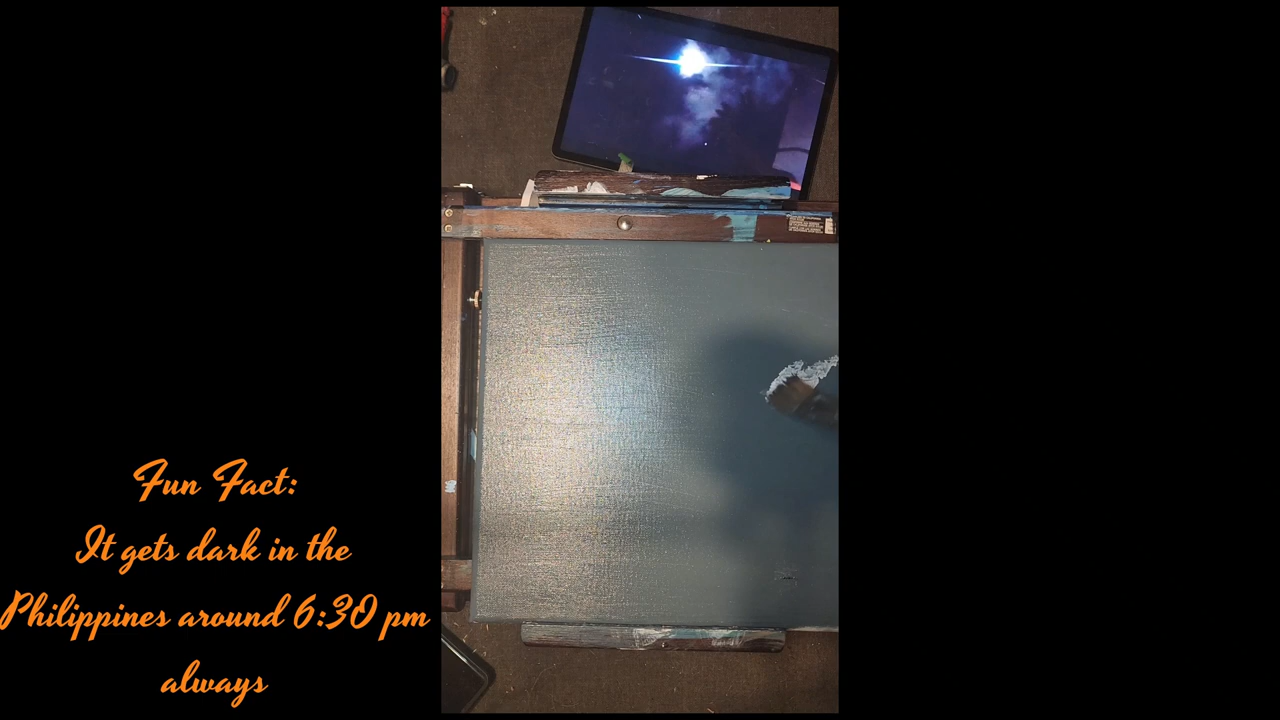 Fun Fact:
It gets dark in the
Philippines around 6:30 pm
always